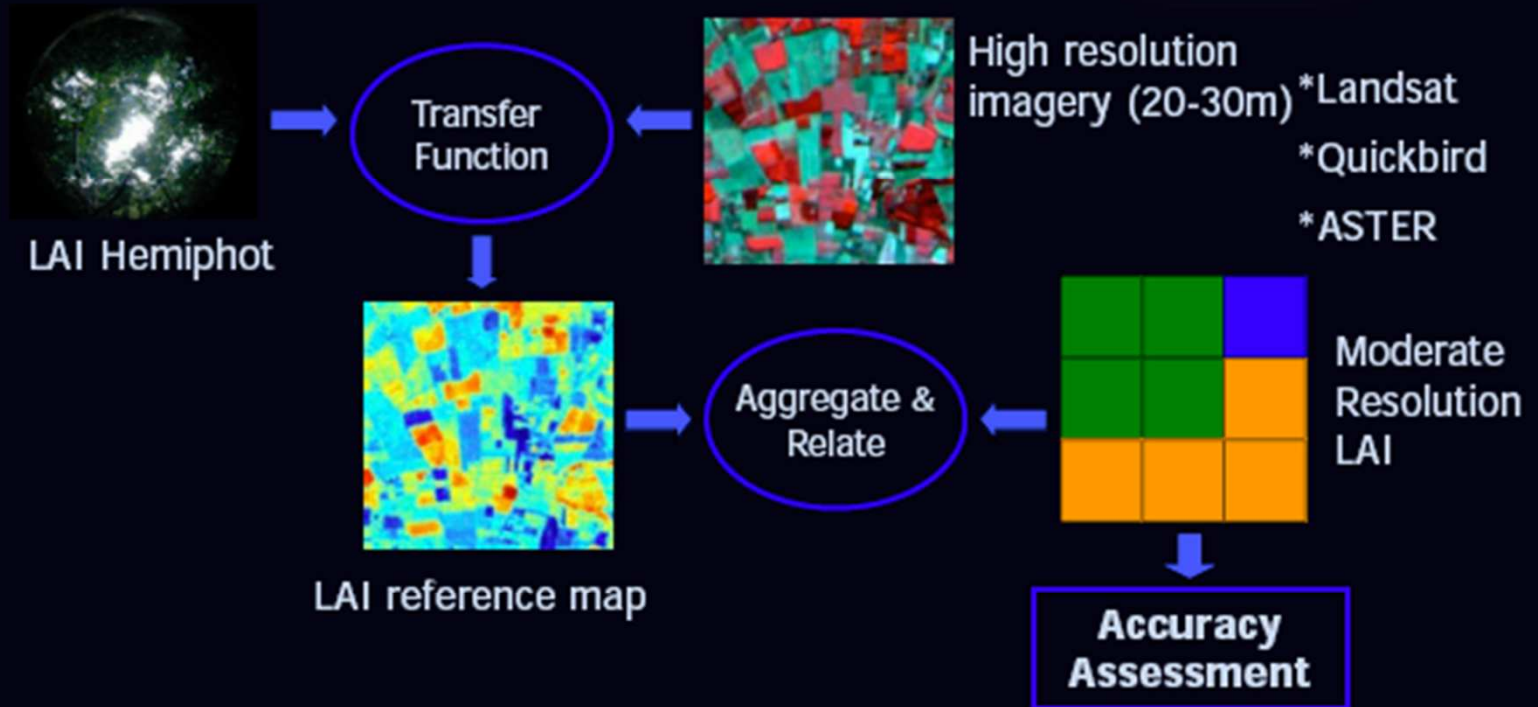 Transfer
Function
High resolution
imagery (20-30m)
*Landsat
*Quickbird
*ASTER
LAI Hemiphot
Aggregate &
Relate
Moderate
Resolution
LAI
LAI reference map
Accuracy
Assessment